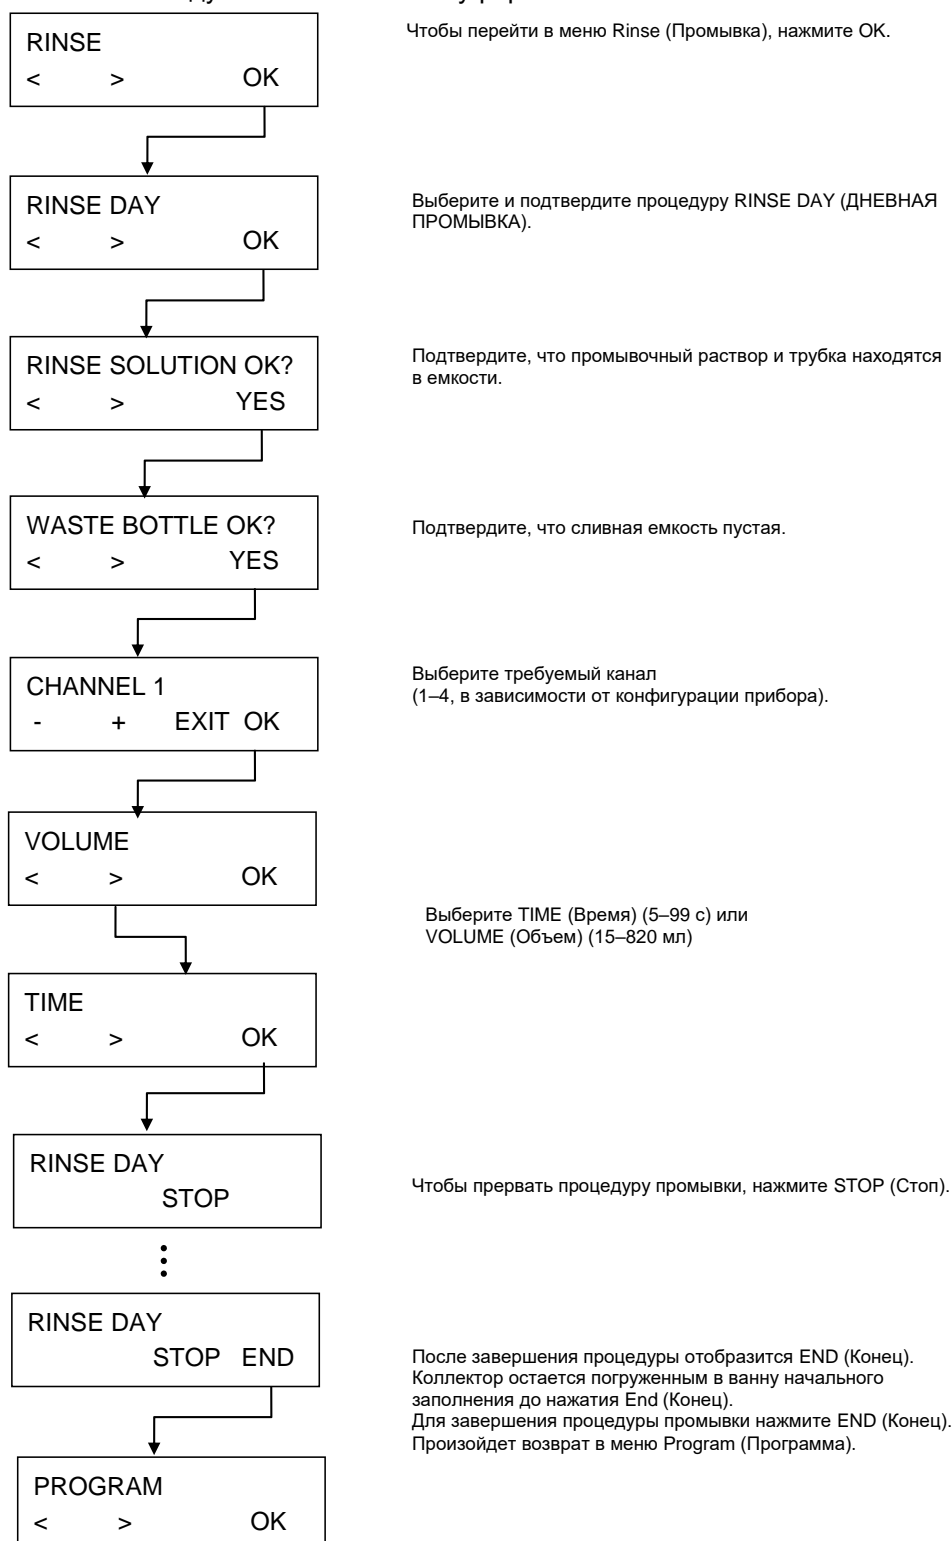 RINSE
< > OK
Чтобы перейти в меню Rinse (Промывка), нажмите OK.
RINSE DAY
< > OK
Выберите и подтвердите процедуру RINSE DAY (ДНЕВНАЯ
ПРОМЫВКА).
RINSE SOLUTION OK?
< > YES
Подтвердите, что промывочный раствор и трубка находятся
в емкости.
WASTE BOTTLE OK?
< > YES
Подтвердите, что сливная емкость пустая.
CHANNEL 1
- + EXIT OK
Выберите требуемый канал
(1–4, в зависимости от конфигурации прибора).
VOLUME
< > OK
Выберите TIME (Время) (5–99 с) или
VOLUME (Объем) (15–820 мл)
TIME
< > OK
RINSE DAY
STOP
Чтобы прервать процедуру промывки, нажмите STOP (Стоп).
RINSE DAY
STOP END
После завершения процедуры отобразится END (Конец).
Коллектор остается погруженным в ванну начального
заполнения до нажатия End (Конец).
Для завершения процедуры промывки нажмите END (Конец).
Произойдет возврат в меню Program (Программа).
PROGRAM
< > OK